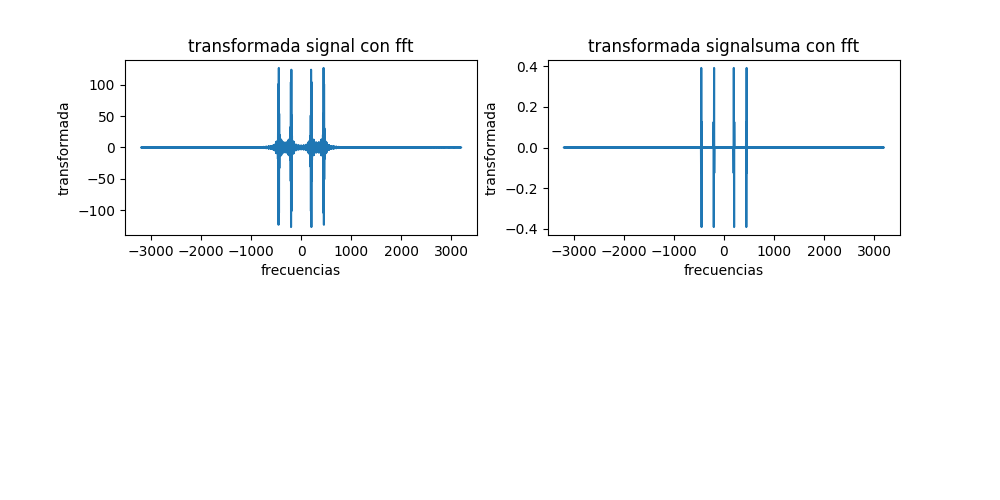 transformada signal con fft
transformada
100
50
0
−50
−100
−3000 −2000 −1000 0 1000 2000 3000
frecuencias
transformada signalsuma con fft
transformada
0.4
0.2
0.0
−0.2
−0.4
−3000 −2000 −1000 0 1000 2000 3000
frecuencias